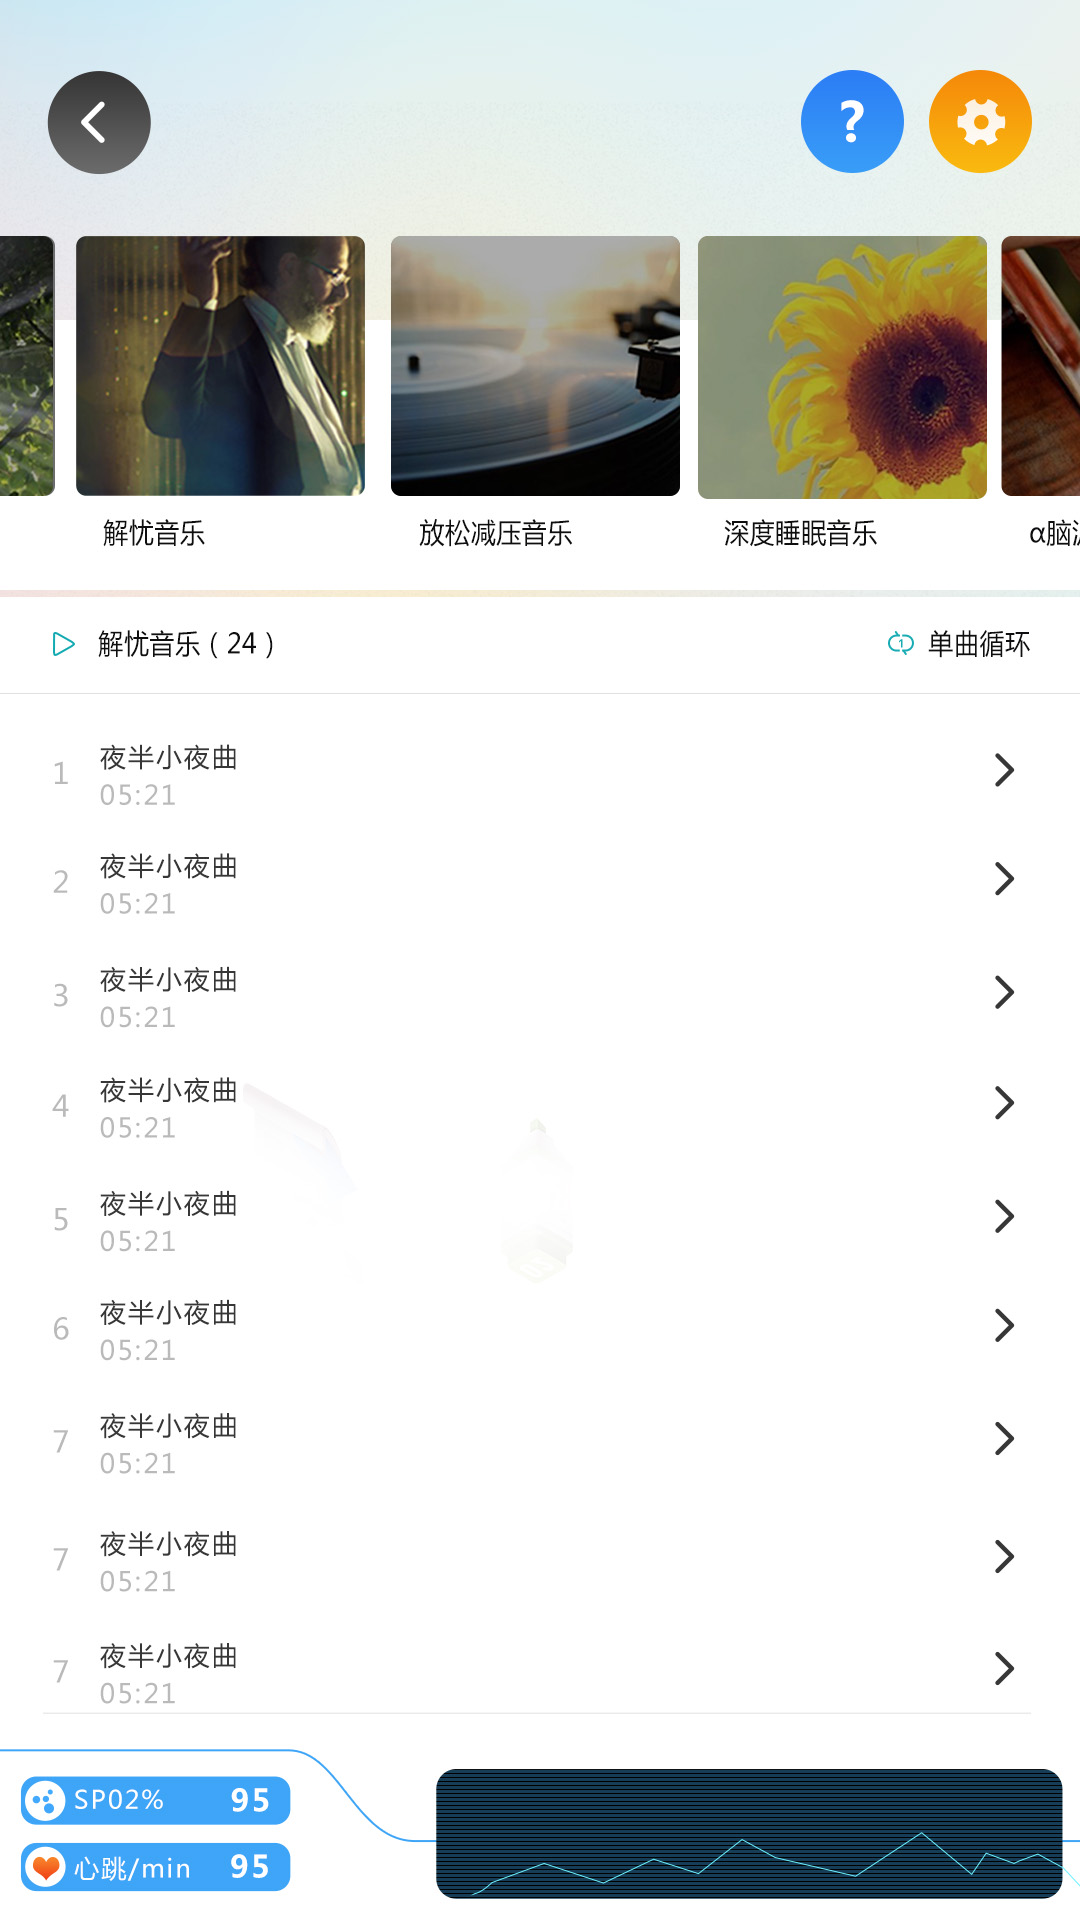 ?
解忧音乐
放松减压音乐
深度睡眠音乐
α脑
解忧音乐 ( 24 )
1 单曲循环
1 夜半小夜曲
05:21
2 夜半小夜曲
05:21
3 夜半小夜曲
05:21
4 夜半小夜曲
05:21
5 夜半小夜曲
05:21
6 夜半小夜曲
05:21
7 夜半小夜曲
05:21
7 夜半小夜曲
05:21
7 夜半小夜曲
05:21
SP02% 95
心跳/min 95